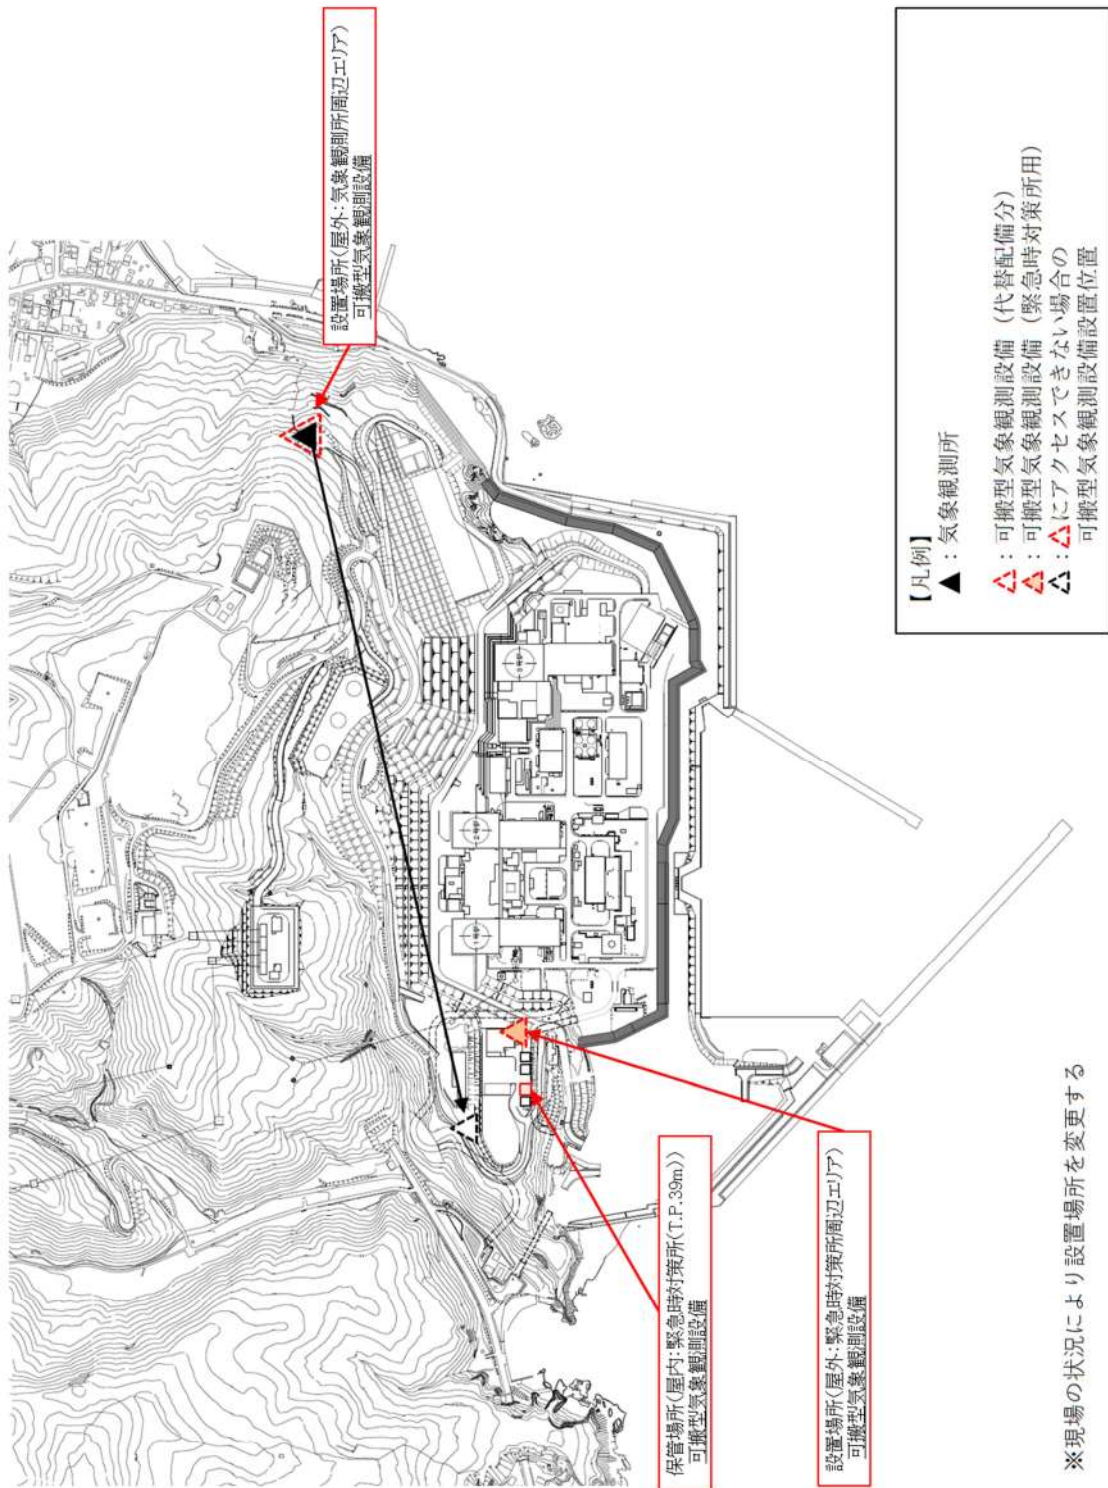 設置場所(屋外:気象観測所周辺エリア)
可搬型気象観測設備
保管場所(屋内:緊急時対策所(T.P.39m))
可搬型気象観測設備
設置場所(屋外:緊急時対策所周辺エリア)
可搬型気象観測設備
【凡例】
▲:気象観測所
△:可搬型気象観測設備(代替配備分)
△:可搬型気象観測設備(緊急時対策所用)
△:△にアクセスできない場合の
可搬型気象観測設備設置位置
※現場の状況により設置場所を変更する